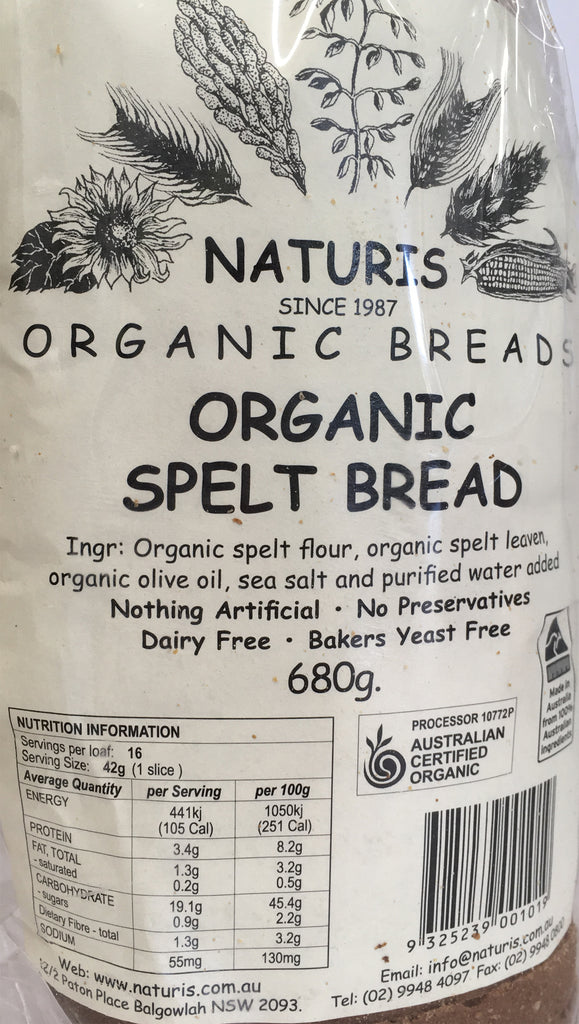 NATURIS
SINCE 1987
ORGANIC BREADS
ORGANIC
SPELT BREAD
Ingr: Organic spelt flour, organic spelt leaven,
organic olive oil, sea salt and purified water added
Nothing Artificial · No Preservatives
Dairy Free · Bakers Yeast Free
680g.
Made in
Australia
from 100%
Australian
ingredients
PROCESSOR 10772P
AUSTRALIAN
CERTIFIED
ORGANIC
NUTRITION INFORMATION
Servings per loaf: 16
Serving Size: 42g (1 slice )
Average Quantity per Serving per 100g
ENERGY 441kj 1050kj
(105 Cal) (251 Cal)
PROTEIN 3.4g 8.2g
FAT, TOTAL 1.3g 3.2g
- saturated 0.2g 0.5g
CARBOHYDRATE 19.1g 45.4g
- sugars 0.9g 2.2g
Dietary Fibre - total 1.3g 3.2g
SODIUM 55mg 130mg
9 325239 001019
Web: www.naturis.com.au Email: info@naturis.com.au
2/2 Paton Place Balgowlah NSW 2093. Tel: (02) 9948 4097 Fax: (02) 9948